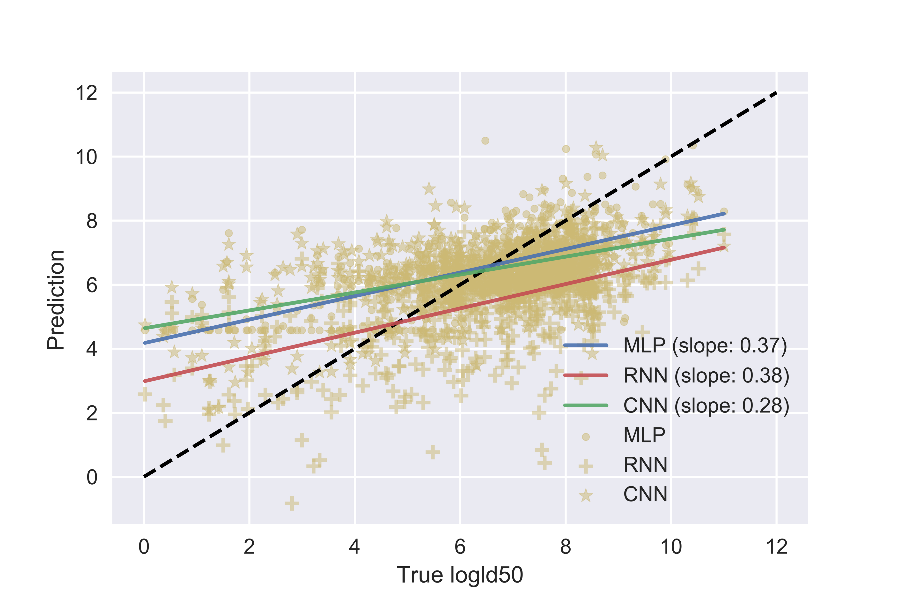 12
10
8
6
4
2
0
Prediction
MLP (slope: 0.37)
RNN (slope: 0.38)
CNN (slope: 0.28)
MLP
RNN
CNN
0 2 4 6 8 10 12
True logld50